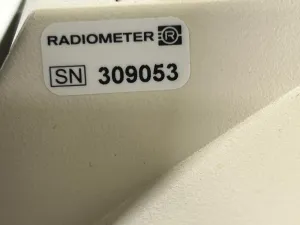 RADIOMETER R
SN 309053